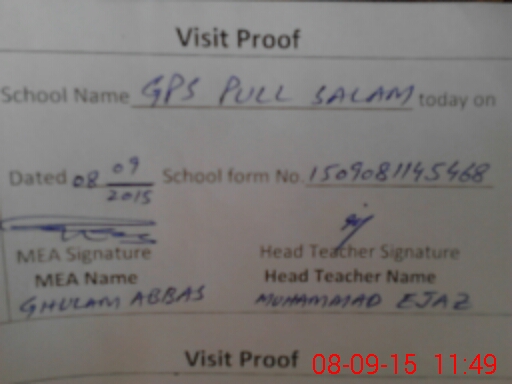 Visit Proof
School Name GPS PULL SALAM today on
Dated 08 09/2015 School form No. 1509081145468
MEA Signature Head Teacher Signature
MEA Name Head Teacher Name
GHULAM ABBAS MUHAMMAD EJAZ
Visit Proof 08-09-15 11:49